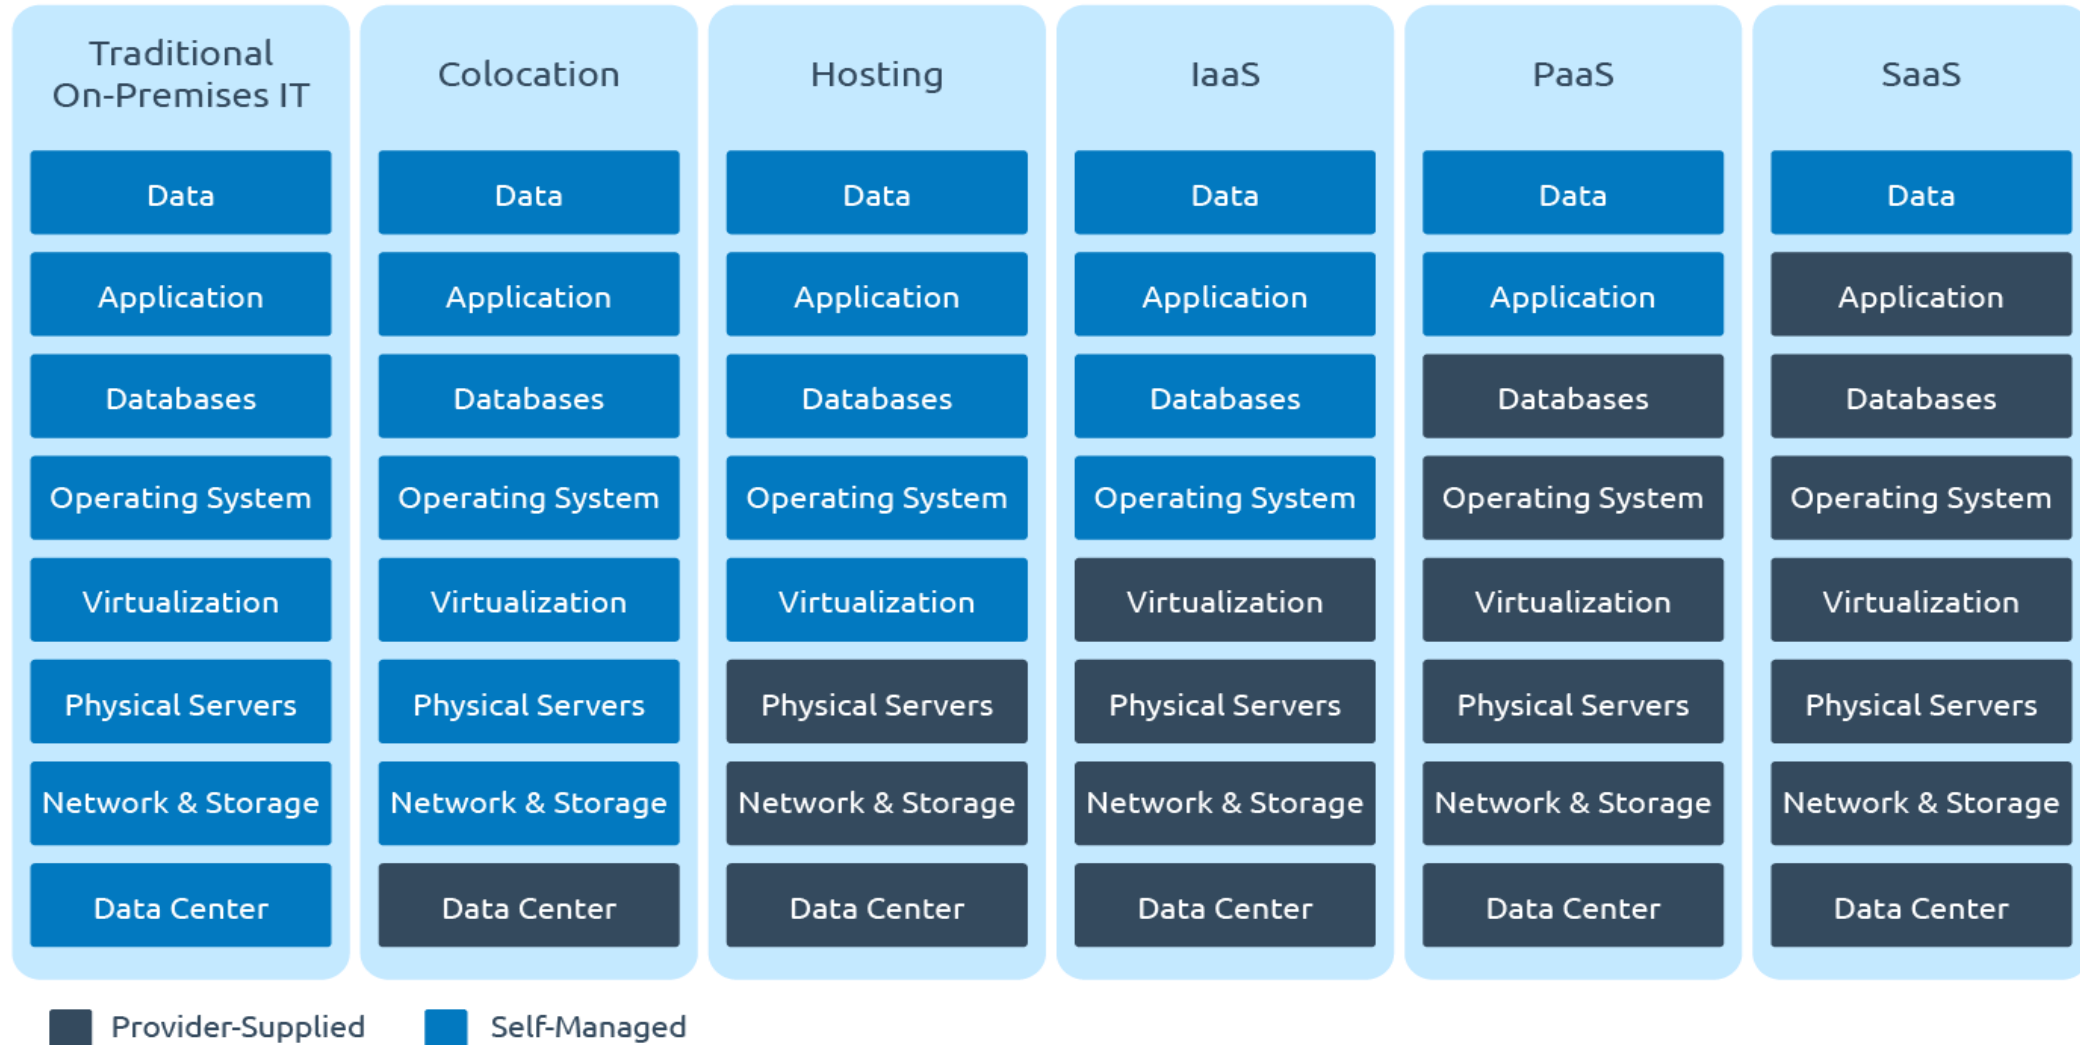 Traditional
On-Premises IT
Data
Application
Databases
Operating System
Virtualization
Physical Servers
Network & Storage
Data Center
Colocation
Data
Application
Databases
Operating System
Virtualization
Physical Servers
Network & Storage
Data Center
Hosting
Data
Application
Databases
Operating System
Virtualization
Physical Servers
Network & Storage
Data Center
IaaS
Data
Application
Databases
Operating System
Virtualization
Physical Servers
Network & Storage
Data Center
PaaS
Data
Application
Databases
Operating System
Virtualization
Physical Servers
Network & Storage
Data Center
SaaS
Data
Application
Databases
Operating System
Virtualization
Physical Servers
Network & Storage
Data Center
Provider-Supplied
Self-Managed